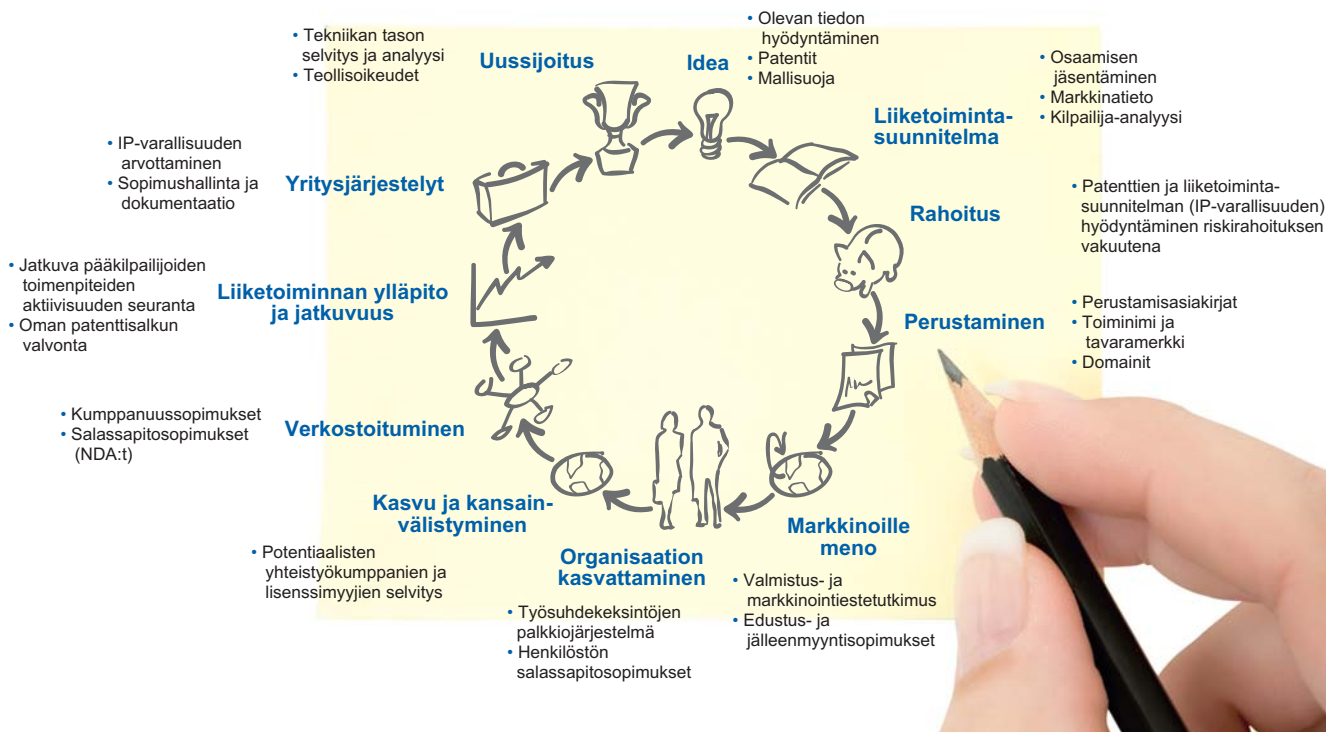 Idea
• Olevan tiedon
hyödyntäminen
• Patentit
• Mallisuoja
Liiketoiminta-
suunnitelma
• Osaamisen
jäsentäminen
• Markkinatieto
• Kilpailija-analyysi
Rahoitus
• Patenttien ja liiketoiminta-
suunnitelman (IP-varallisuuden)
hyödyntäminen riskirahoituksen
vakuutena
Perustaminen
• Perustamisasiakirjat
• Toiminimi ja
tavaramerkki
• Domainit
Markkinoille
meno
• Valmistus- ja
markkinointiestetutkimus
• Edustus- ja
jälleenmyyntisopimukset
Organisaation
kasvattaminen
• Työsuhdekeksintöjen
palkkiojärjestelmä
• Henkilöstön
salassapitosopimukset
Kasvu ja kansain-
välistyminen
• Potentiaalisten
yhteistyökumppanien ja
lisenssimyyjien selvitys
Verkostoituminen
• Kumppanuussopimukset
• Salassapitosopimukset
(NDA:t)
Liiketoiminnan ylläpito
ja jatkuvuus
• Jatkuva pääkilpailijoiden
toimenpiteiden
aktiivisuuden seuranta
• Oman patenttisalkun
valvonta
Yritysjärjestelyt
• IP-varallisuuden
arvottaminen
• Sopimushallinta ja
dokumentaatio
Uussijoitus
• Tekniikan tason
selvitys ja analyysi
• Teollisoikeudet